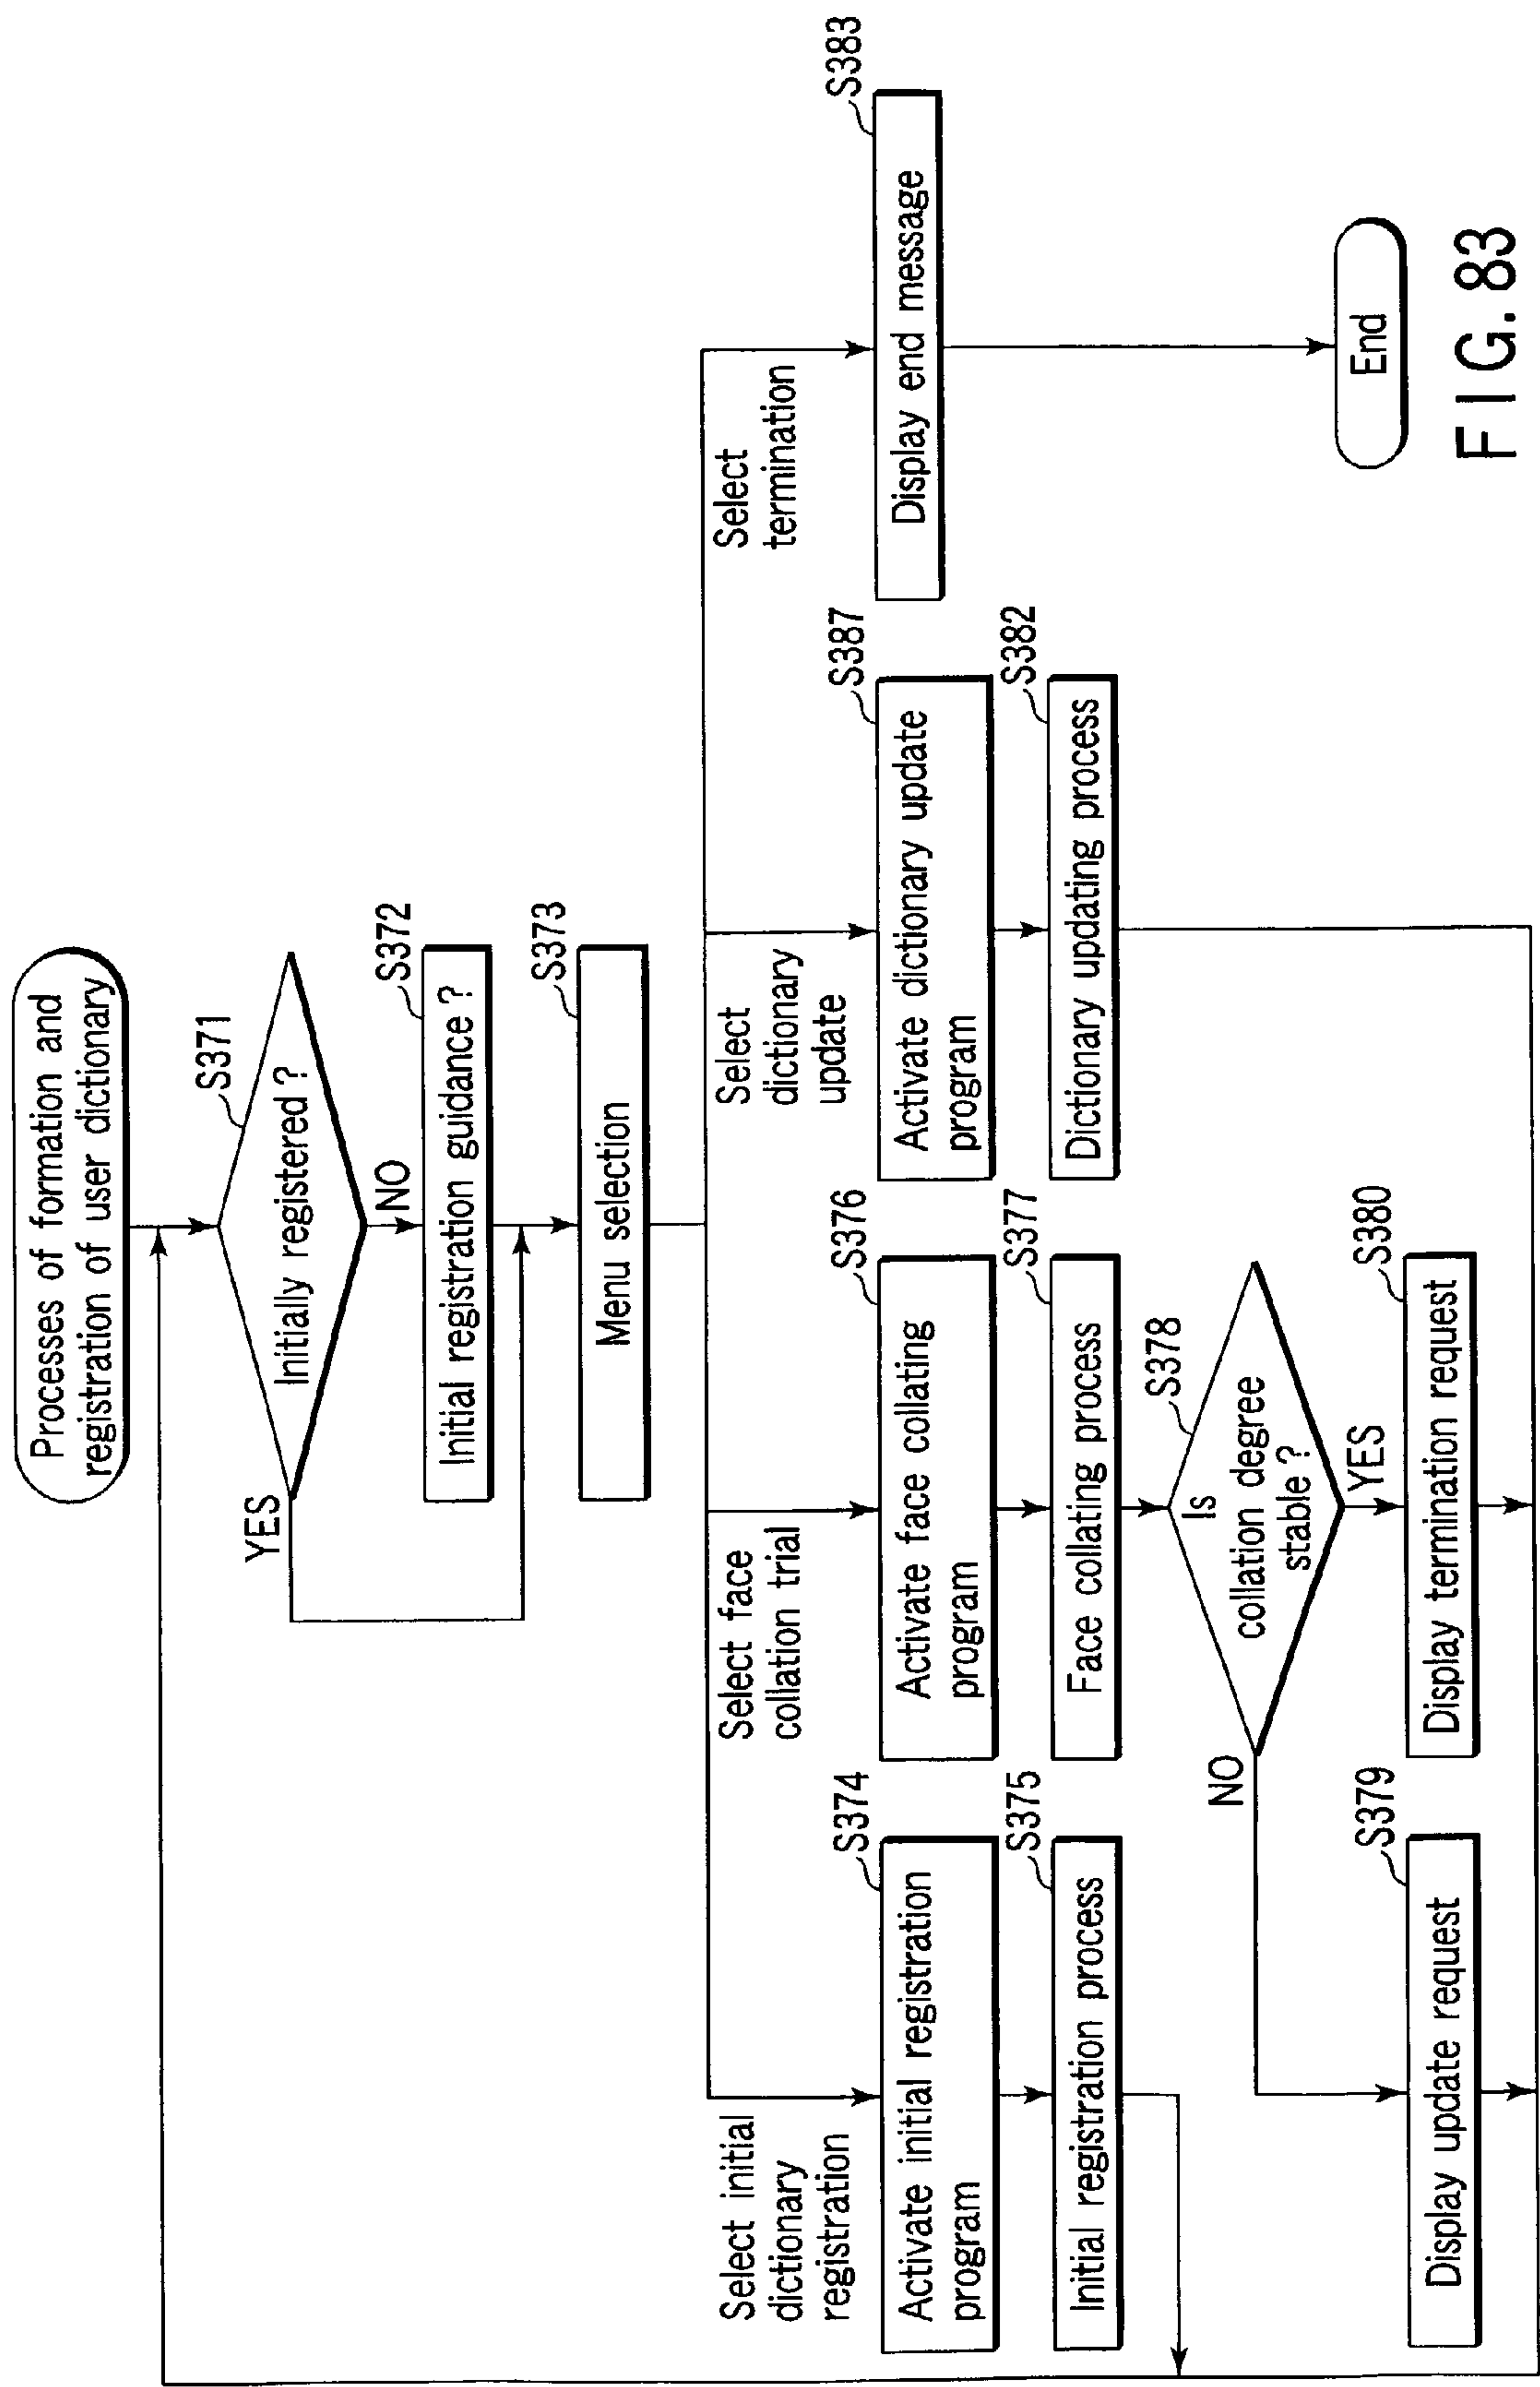 Processes of formation and
registration of user dictionary
S371
Initially registered ?
YES
NO
S372
Initial registration guidance ?
S373
Menu selection
Select initial
dictionary
registration
S374
Activate initial registration
program
S375
Initial registration process
Select face
collation trial
S376
Activate face collating
program
S377
Face collating process
S378
Is
collation degree
stable ?
NO
YES
S379
Display update request
S380
Display termination request
Select
dictionary
update
S387
Activate dictionary update
program
S382
Dictionary updating process
Select
termination
S383
Display end message
End
FIG. 83